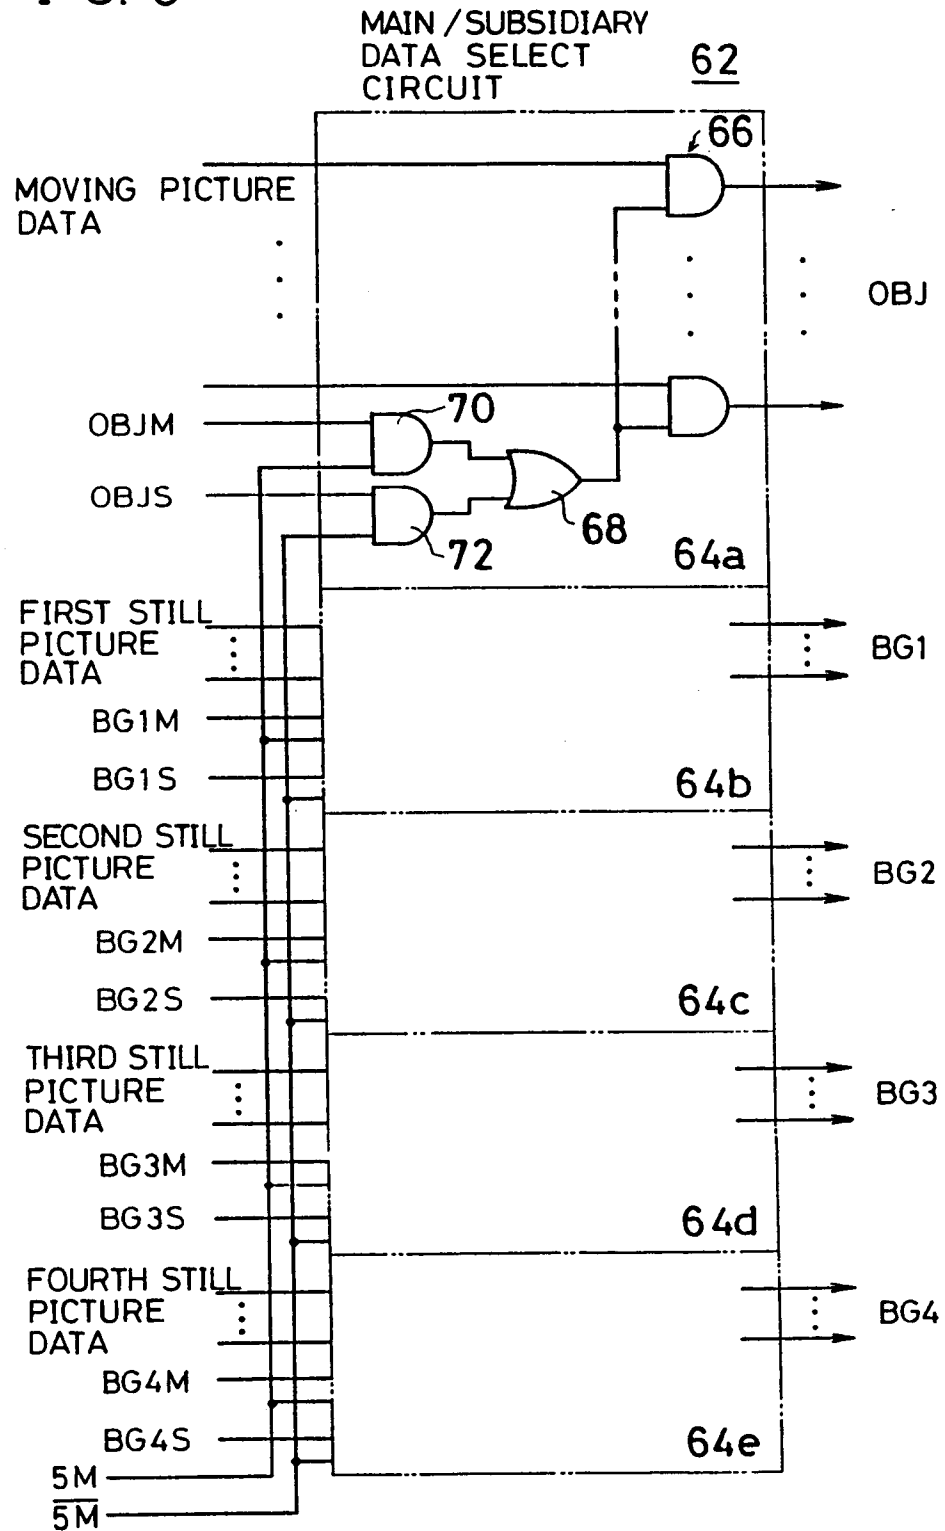 MAIN / SUBSIDIARY
DATA SELECT
CIRCUIT
62
66
MOVING PICTURE
DATA
OBJ
OBJM
70
OBJS
68
72
64a
FIRST STILL
PICTURE
DATA
BG1
BG1M
BG1S
64b
SECOND STILL
PICTURE
DATA
BG2
BG2M
BG2S
64c
THIRD STILL
PICTURE
DATA
BG3
BG3M
BG3S
64d
FOURTH STILL
PICTURE
DATA
BG4
BG4M
BG4S
64e
5M
5̅M̅